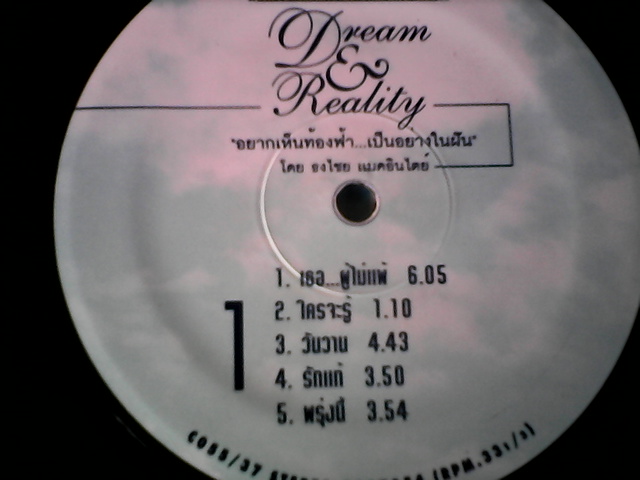 Dream
&
Reality
"อยากเห็นท้องฟ้า...เป็นอย่างในฝัน"
โดย ธงไชย แมคอินไตย์
1. เธอ...ผู้ไม่แพ้ 6.05
2. ใครจะรู้ 1.10
3. วันวาน 4.43
4. รักแท้ 3.50
5. พรุ่งนี้ 3.54
1
(RPM.33 1/3)